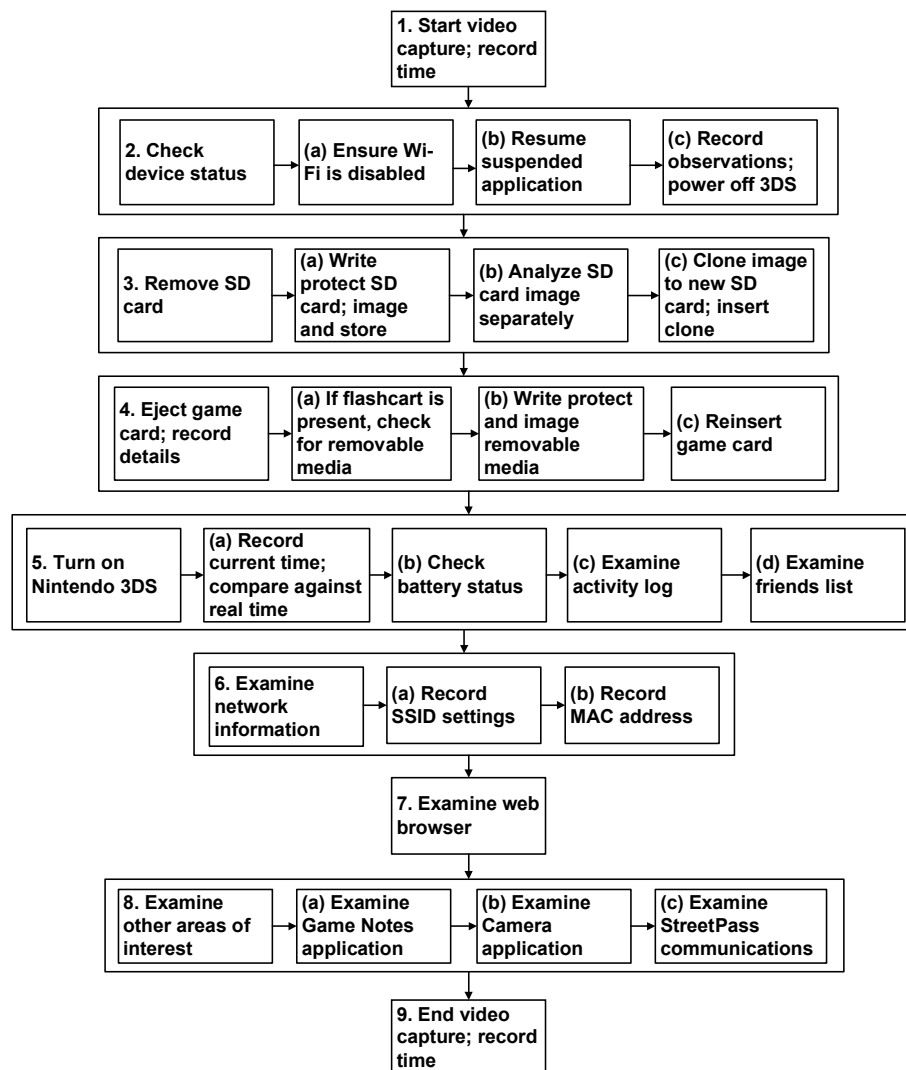 1. Start video
capture; record
time
2. Check
device status
(a) Ensure Wi-
Fi is disabled
(b) Resume
suspended
application
(c) Record
observations;
power off 3DS
3. Remove SD
card
(a) Write
protect SD
card; image
and store
(b) Analyze SD
card image
separately
(c) Clone image
to new SD
card; insert
clone
4. Eject game
card; record
details
(a) If flashcart is
present, check
for removable
media
(b) Write protect
and image
removable
media
(c) Reinsert
game card
5. Turn on
Nintendo 3DS
(a) Record
current time;
compare against
real time
(b) Check
battery status
(c) Examine
activity log
(d) Examine
friends list
6. Examine
network
information
(a) Record
SSID settings
(b) Record
MAC address
7. Examine web
browser
8. Examine
other areas of
interest
(a) Examine
Game Notes
application
(b) Examine
Camera
application
(c) Examine
StreetPass
communications
9. End video
capture; record
time